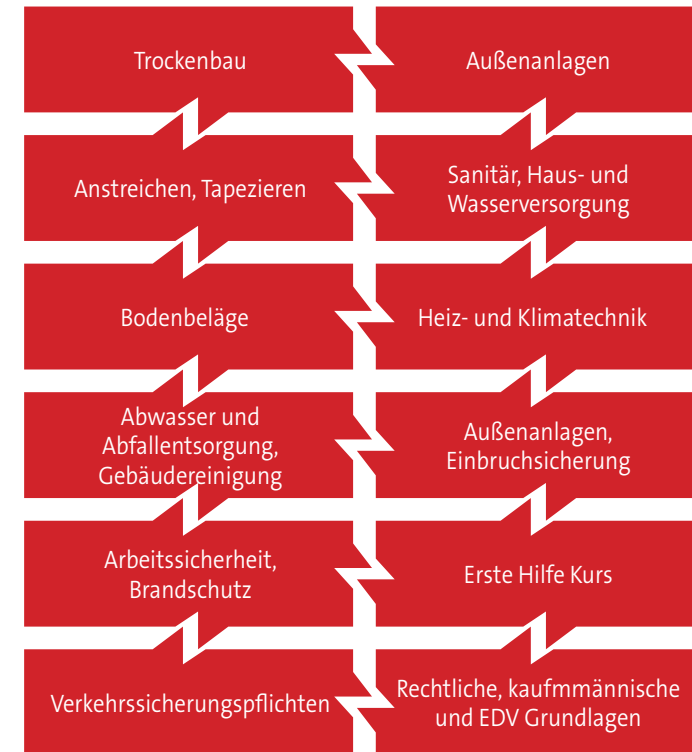 Trockenbau
Außenanlagen
Anstreichen, Tapezieren
Sanitär, Haus- und
Wasserversorgung
Bodenbeläge
Heiz- und Klimatechnik
Abwasser und
Abfallentsorgung,
Gebäudereinigung
Außenanlagen,
Einbruchsicherung
Arbeitssicherheit,
Brandschutz
Erste Hilfe Kurs
Verkehrssicherungspflichten
Rechtliche, kaufmmännische
und EDV Grundlagen